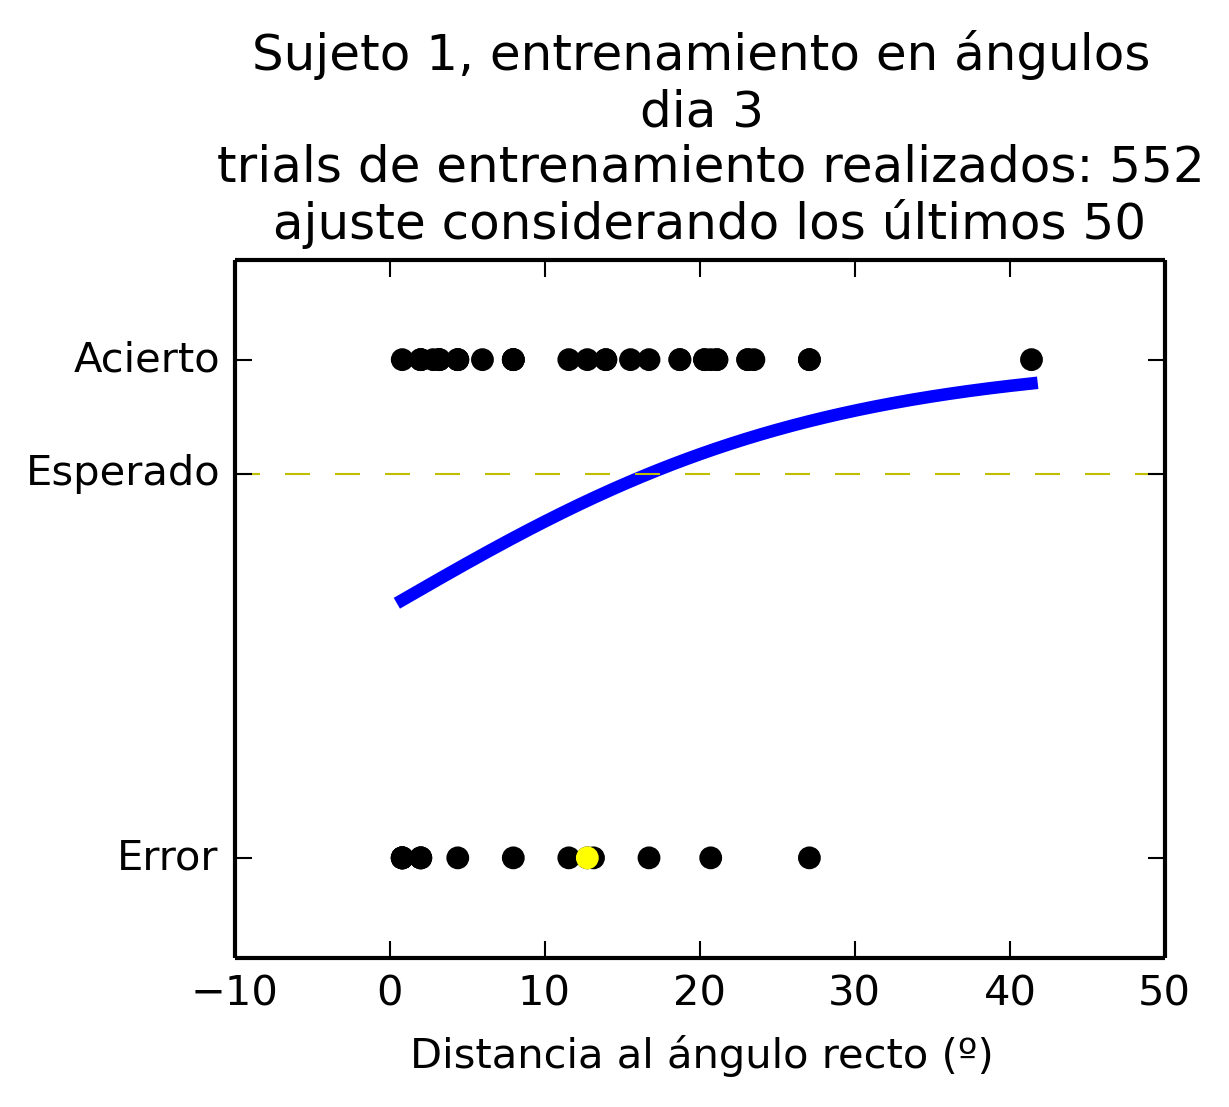 Sujeto 1, entrenamiento en ángulos
dia 3
trials de entrenamiento realizados: 552
ajuste considerando los últimos 50
Acierto
Esperado
Error
−10 0 10 20 30 40 50
Distancia al ángulo recto (º)